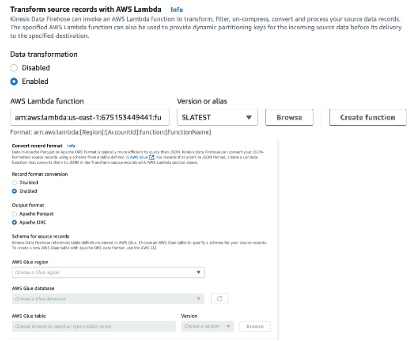 Transform source records with AWS Lambda Info
Kinesis Data Firehose can invoke an AWS Lambda function to transform, filter, un-compress, convert and process your source data records.
The specified AWS Lambda function can also be used to provide dynamic partitioning keys for the incoming source data before its delivery
to the specified destination.
Data transformation
Disabled
Enabled
AWS Lambda function
Version or alias
arn:aws:lambda:us-east-1:675153449441:fu
$LATEST
Browse
Create function
Format: arn:aws:lambda:[Region]:[AccountId]:function:[FunctionName]
Convert record format Info
Data in Apache Parquet or Apache ORC format is typically more efficient to query than JSON. Kinesis Data Firehose can convert your JSON-
formatted source records using a schema from a table defined in AWS Glue. For records that aren't in JSON format, create a Lambda
function that converts them to JSON in the Transform source records with AWS Lambda section above.
Record format conversion
Disabled
Enabled
Output format
Apache Parquet
Apache ORC
Schema for source records
Kinesis Data Firehose references table definitions stored in AWS Glue. Choose an AWS Glue table to specify a schema for your source records.
To create a new AWS Glue table with Apache ORC data format, use the AWS CLI.
AWS Glue region
Choose a Glue region
AWS Glue database
Choose a Glue database
AWS Glue table
Version
Choose browse to select or type a table name
Choose a version
Browse